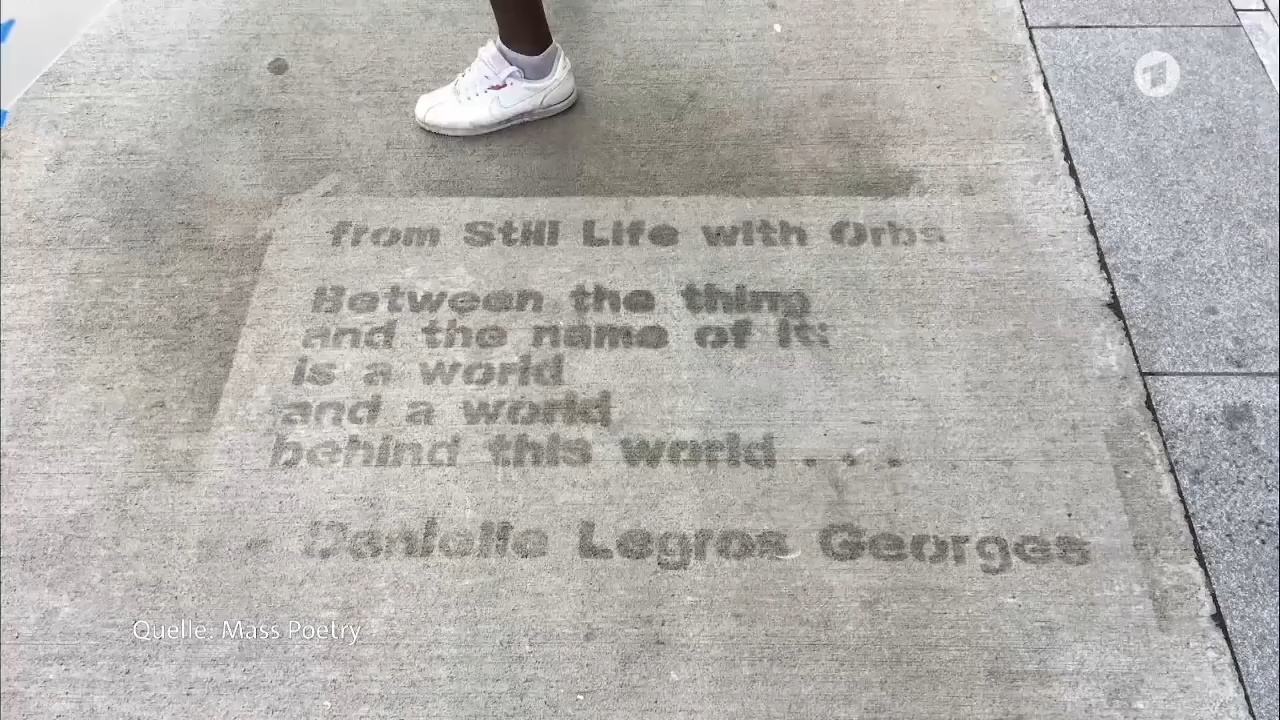 from Still Life with Orbs
Between the thing
and the name of it:
is a world
and a world
behind this world . . .
Danielle Legros Georges
Quelle: Mass Poetry
1